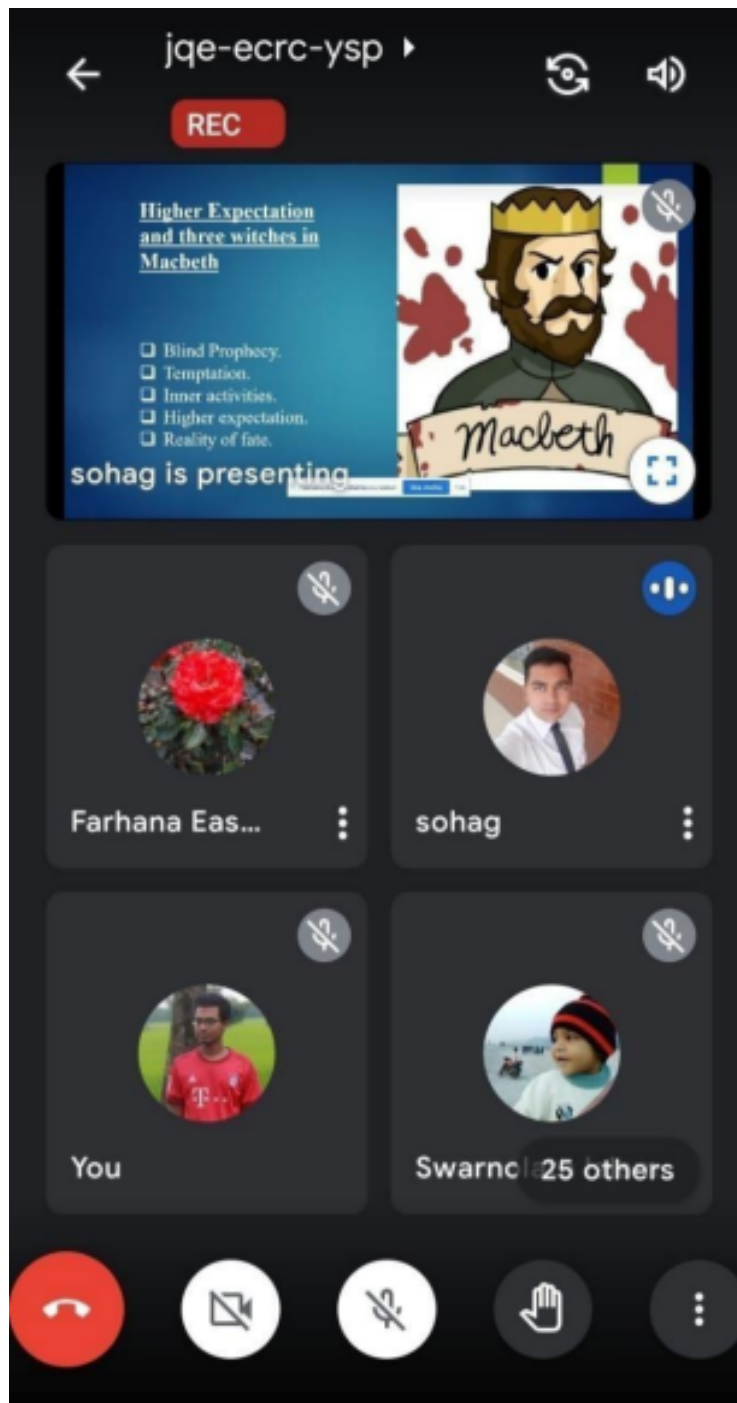 jqe-ecrc-ysp
REC
Higher Expectation
and three witches in
Macbeth
❑ Blind Prophecy.
❑ Temptation.
❑ Inner activities.
❑ Higher expectation.
❑ Reality of fate.
Macbeth
sohag is presenting
Farhana Eas...
sohag
You
Swarno
25 others